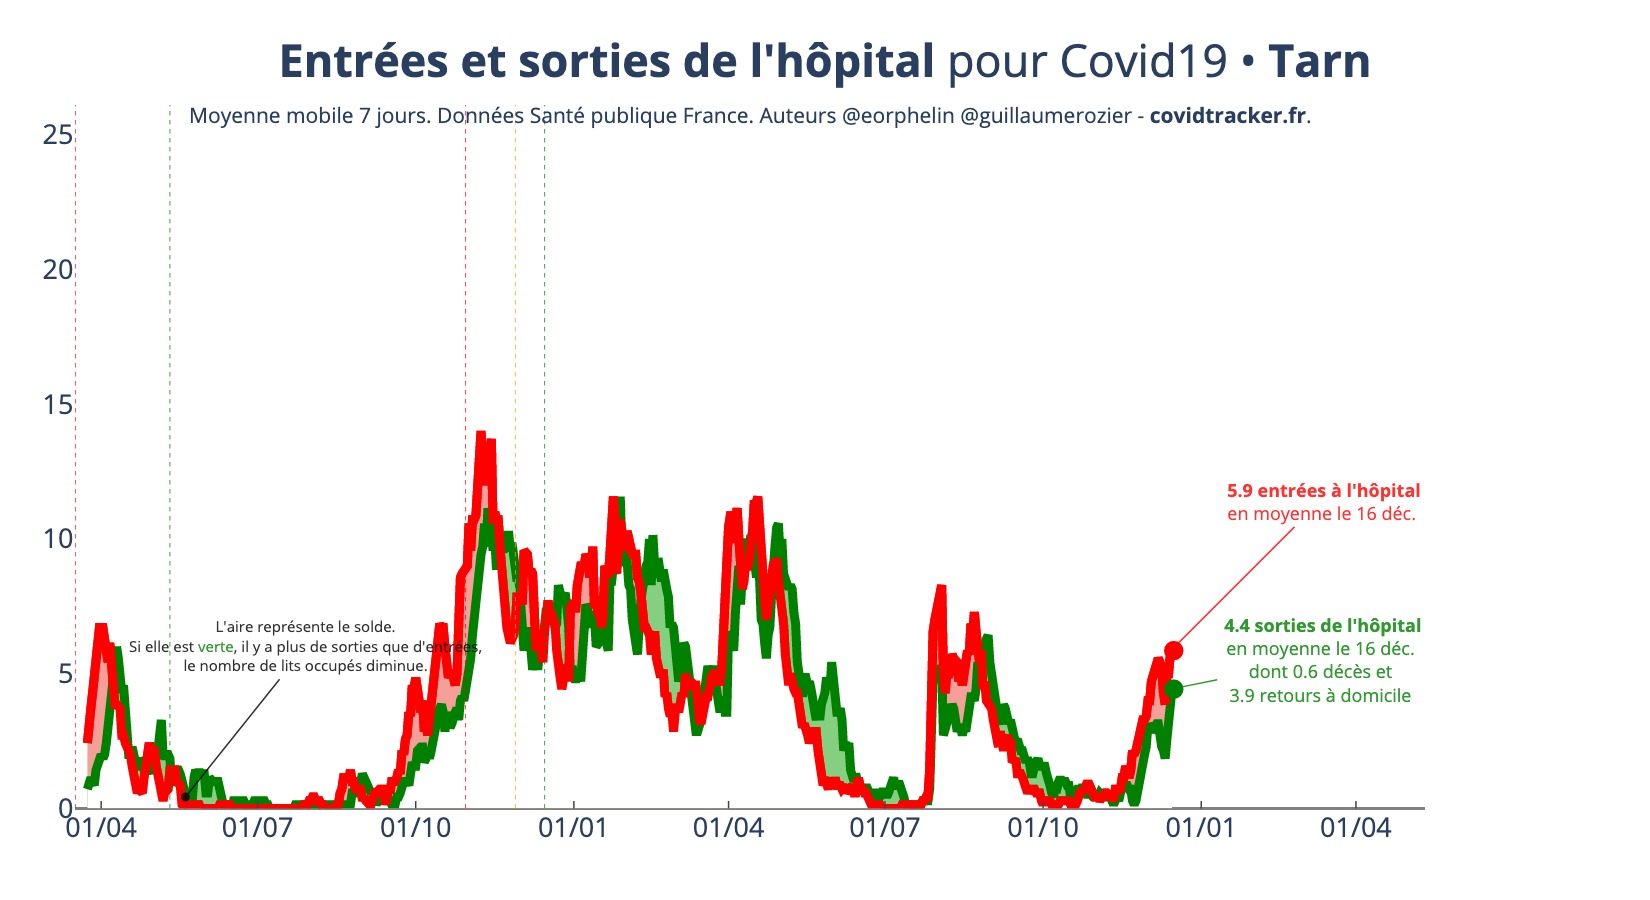 Entrées et sorties de l'hôpital pour Covid19 • Tarn
Moyenne mobile 7 jours. Données Santé publique France. Auteurs @eorphelin @guillaumerozier - covidtracker.fr.
25
20
15
10
5
0
5.9 entrées à l'hôpital
en moyenne le 16 déc.
4.4 sorties de l'hôpital
en moyenne le 16 déc.
dont 0.6 décès et
3.9 retours à domicile
L'aire représente le solde.
Si elle est verte, il y a plus de sorties que d'entrées,
le nombre de lits occupés diminue.
01/04 01/07 01/10 01/01 01/04 01/07 01/10 01/01 01/04